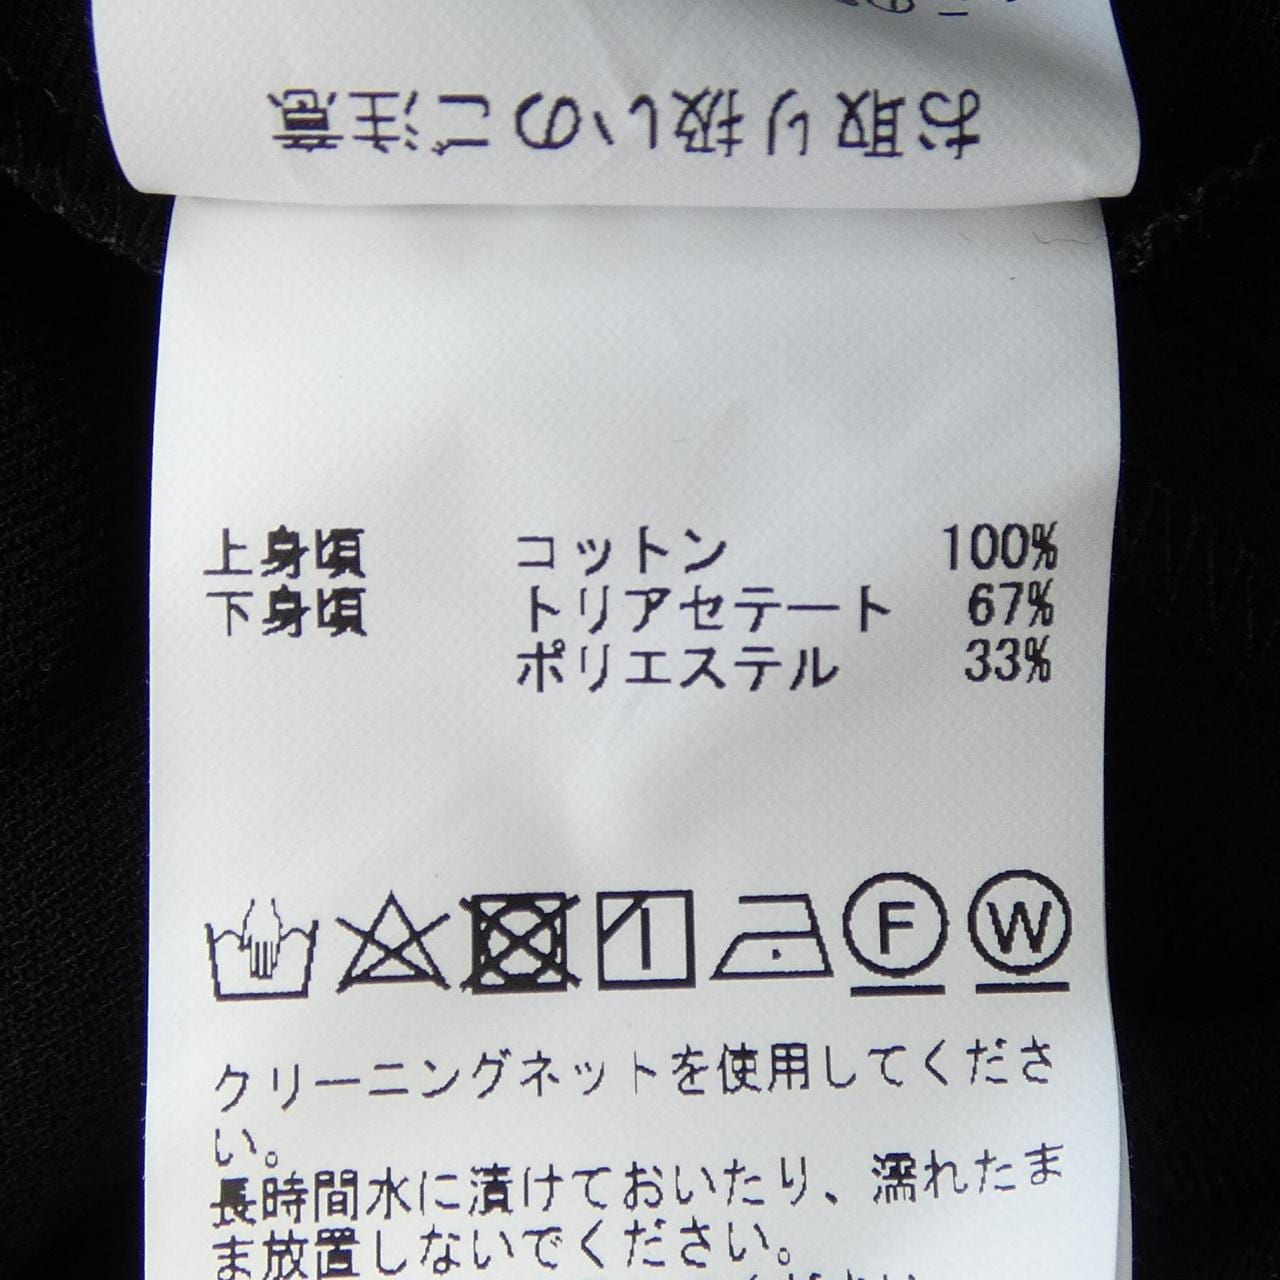 お取り扱いのご注意
上身頃 コットン 100%
下身頃 トリアセテート 67%
ポリエステル 33%
F W
クリーニングネットを使用してくださ
い。
長時間水に漬けておいたり、濡れたま
ま放置しないでください。